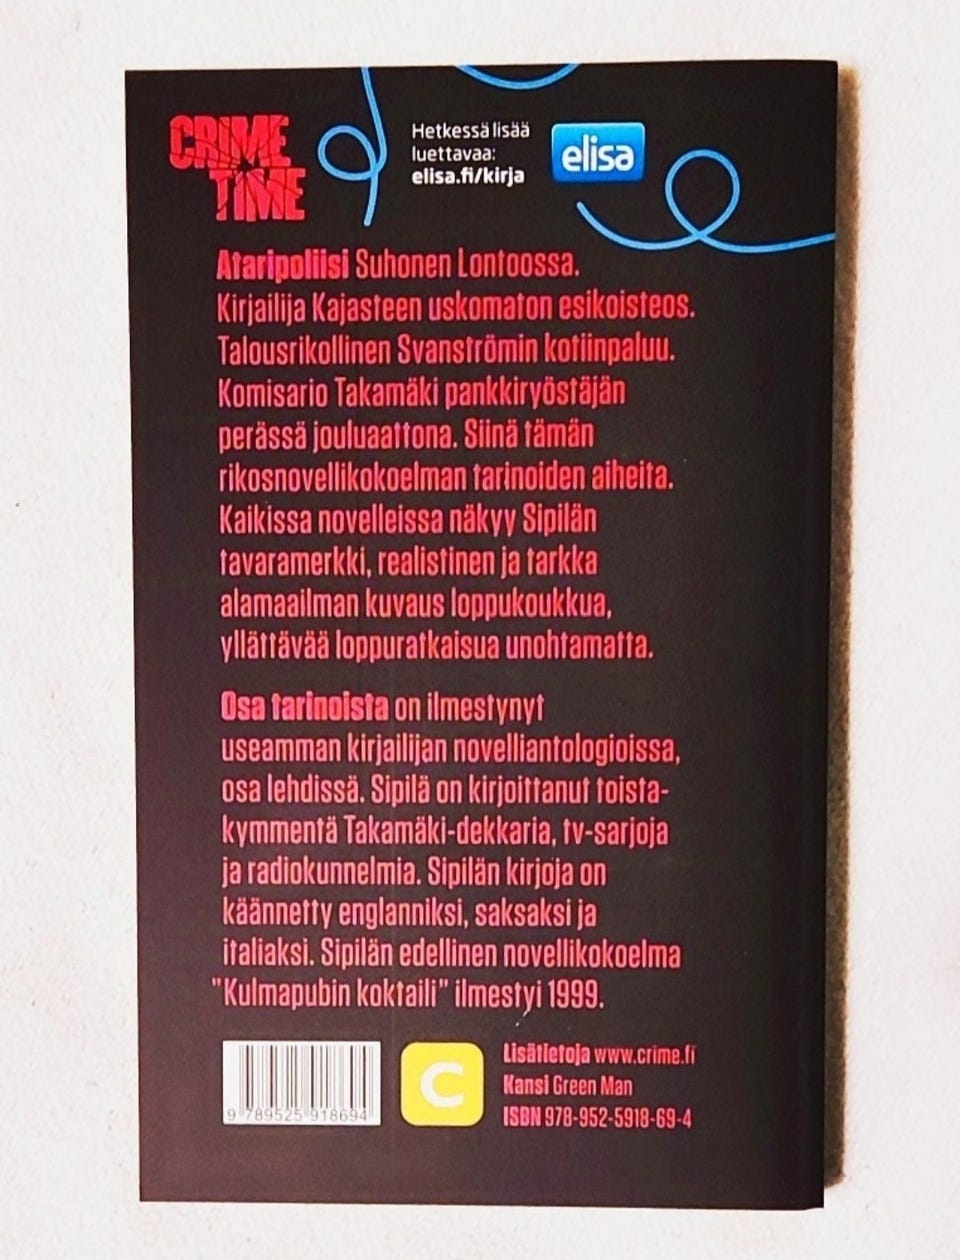 CRIME
TIME
Hetkessä lisää
luettavaa:
elisa.fi/kirja
elisa
Ataripoliisi Suhonen Lontoossa.
Kirjailija Kajasteen uskomaton esikoisteos.
Talousrikollinen Svanströmin kotiinpaluu.
Komisario Takamäki pankkiryöstäjän
perässä jouluaattona. Siinä tämän
rikosnovellikokoelman tarinoiden aiheita.
Kaikissa novelleissa näkyy Sipilän
tavaramerkki, realistinen ja tarkka
alamaailman kuvaus loppukoukkua,
yllättävää loppuratkaisua unohtamatta.
Osa tarinoista on ilmestynyt
useamman kirjailijan novelliantologioissa,
osa lehdissä. Sipilä on kirjoittanut toista-
kymmentä Takamäki-dekkaria, tv-sarjoja
ja radiokunnelmia. Sipilän kirjoja on
käännetty englanniksi, saksaksi ja
italiaksi. Sipilän edellinen novellikokoelma
"Kulmapubin koktaili" ilmestyi 1999.
9 789525 918694
C
Lisätietoja www.crime.fi
Kansi Green Man
ISBN 978-952-5918-69-4